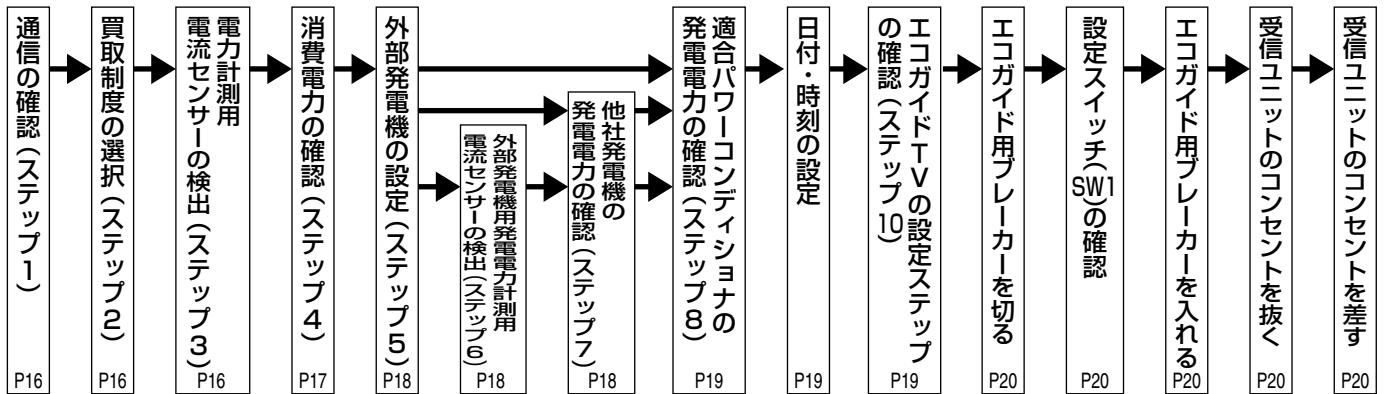 通信の確認（ステップ1）
P16
買取制度の選択（ステップ2）
P16
電力計測用
電流センサーの検出（ステップ3）
P16
消費電力の確認（ステップ4）
P17
外部発電機の設定（ステップ5）
P18
外部発電機用発電電力計測用
電流センサーの検出（ステップ6）
P18
他社発電機の
発電電力の確認（ステップ7）
P18
適合パワーコンディショナの
発電電力の確認（ステップ8）
P19
日付・時刻の設定
P19
エコガイドTVの設定ステップ
の確認（ステップ10）
P19
エコガイド用ブレーカーを切る
P20
設定スイッチ（SW1）の確認
P20
エコガイド用ブレーカーを入れる
P20
受信ユニットのコンセントを抜く
P20
受信ユニットのコンセントを差す
P20